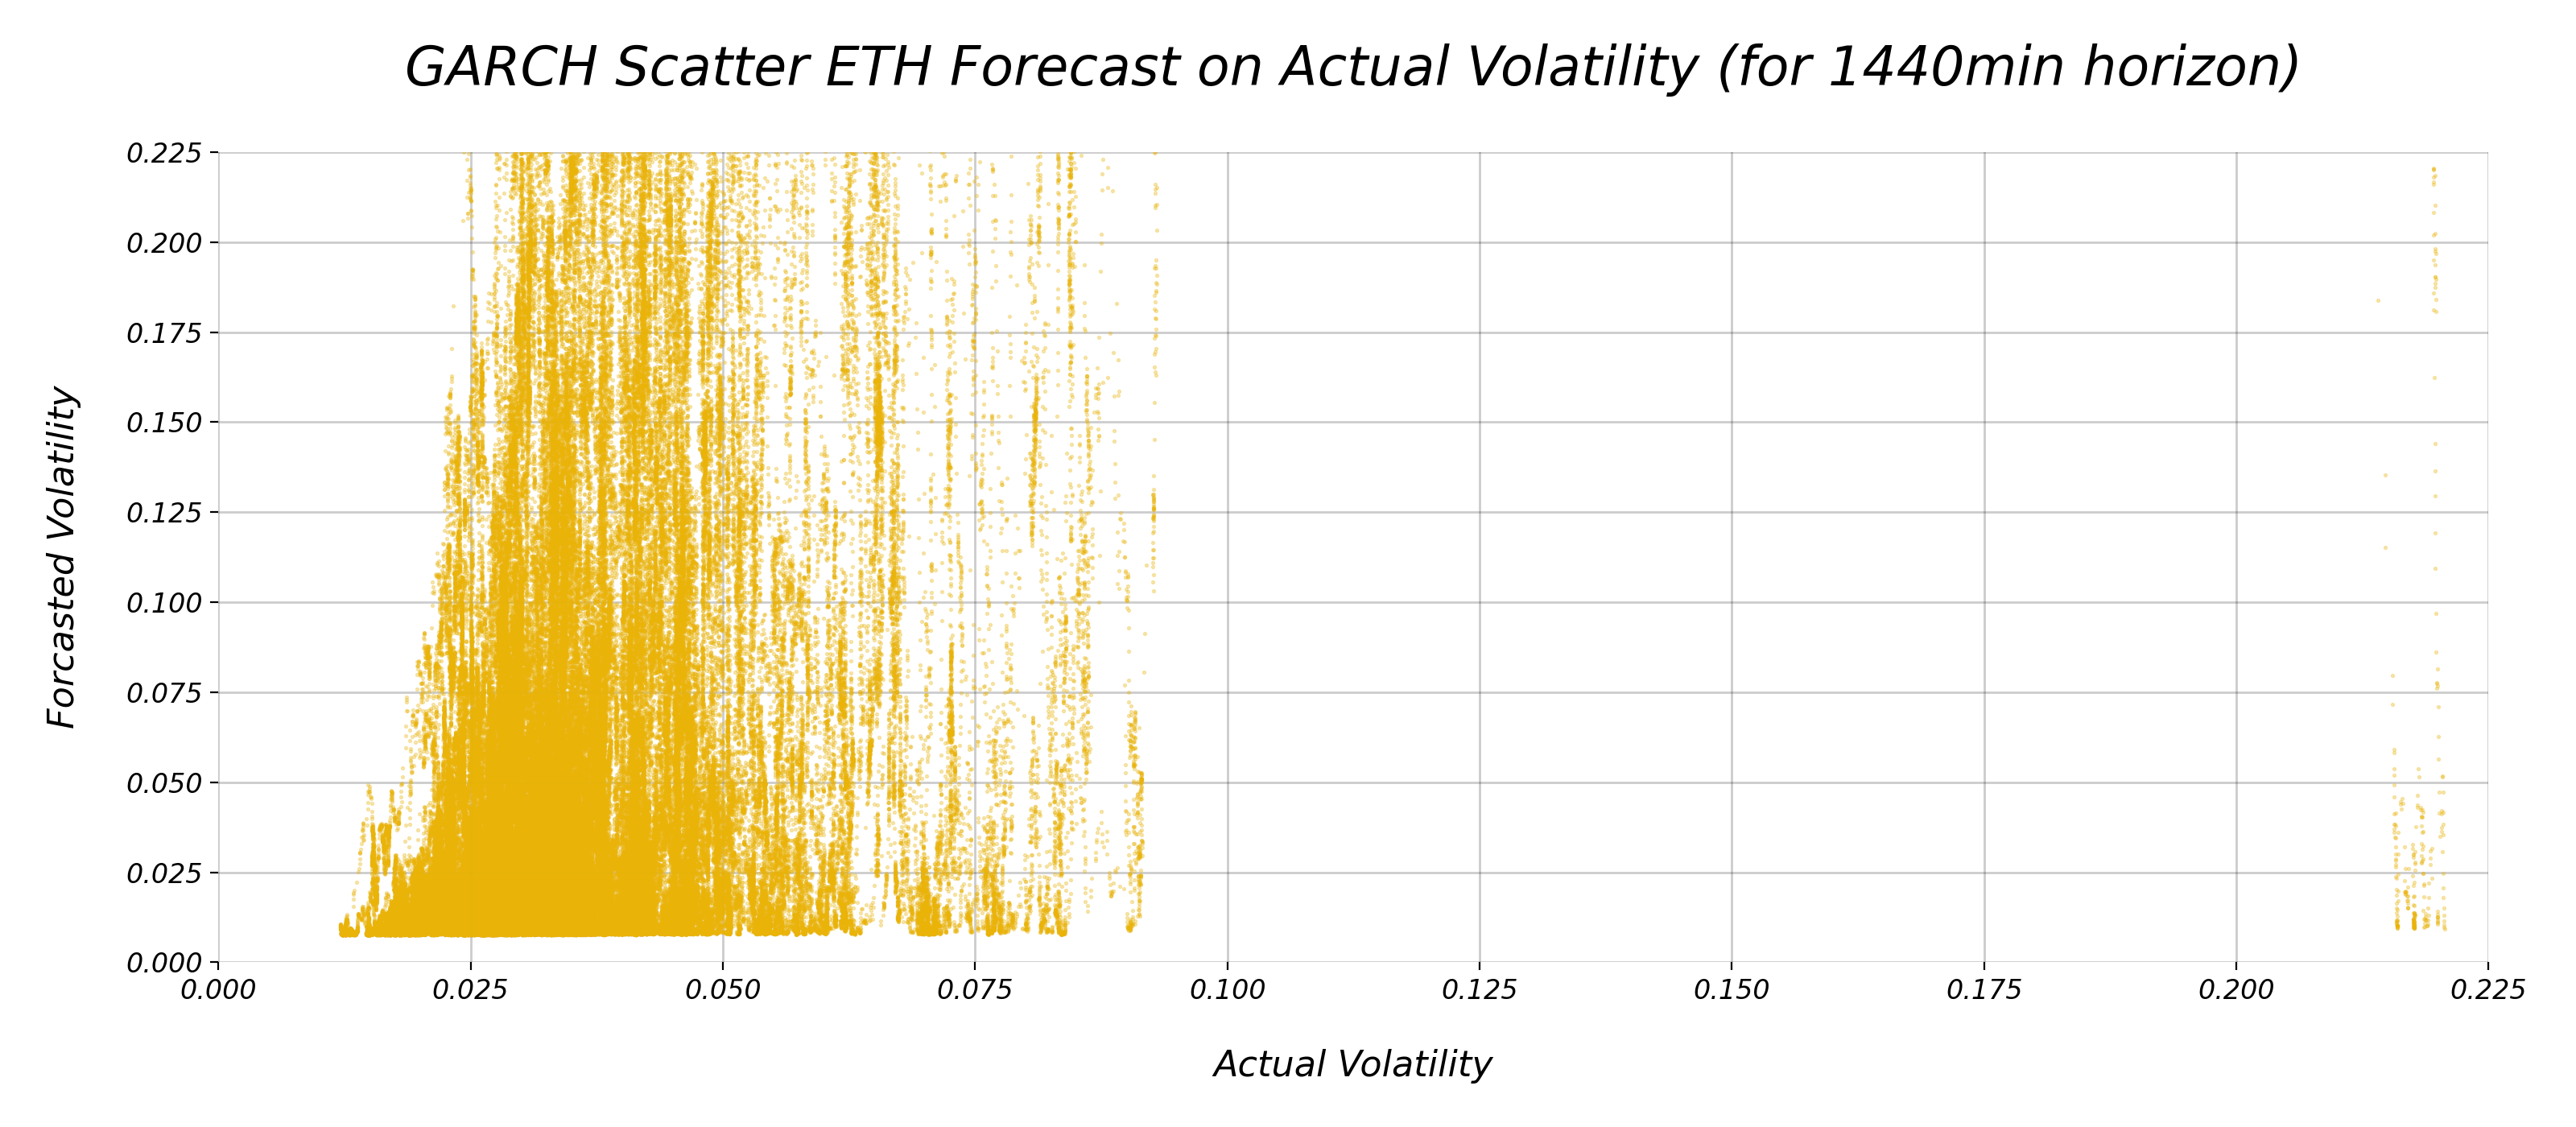 GARCH Scatter ETH Forecast on Actual Volatility (for 1440min horizon)
Forcasted Volatility
0.225
0.200
0.175
0.150
0.125
0.100
0.075
0.050
0.025
0.000
0.000 0.025 0.050 0.075 0.100 0.125 0.150 0.175 0.200 0.225
Actual Volatility